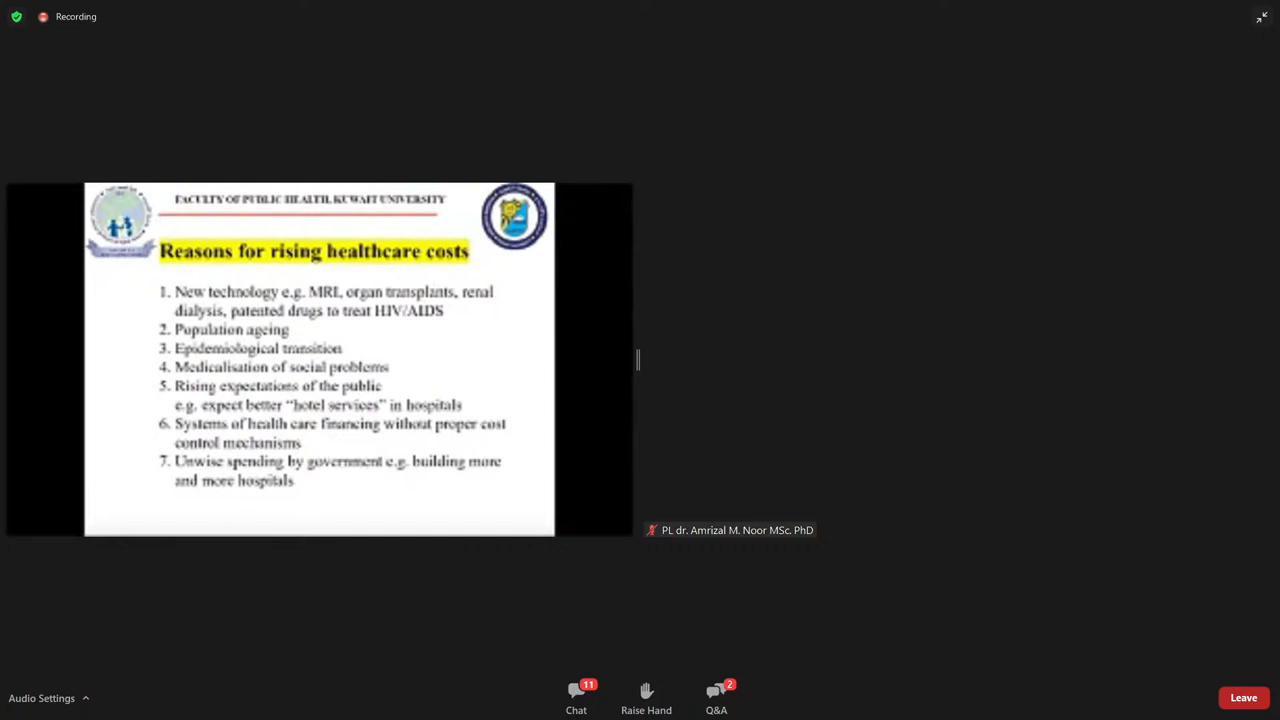 Recording
FACULTY OF PUBLIC HEALTH, KUWAIT UNIVERSITY
Reasons for rising healthcare costs
1. New technology e.g. MRI, organ transplants, renal
dialysis, patented drugs to treat HIV/AIDS
2. Population ageing
3. Epidemiological transition
4. Medicalisation of social problems
5. Rising expectations of the public
e.g. expect better “hotel services” in hospitals
6. Systems of health care financing without proper cost
control mechanisms
7. Unwise spending by government e.g. building more
and more hospitals
PL dr. Amrizal M. Noor MSc. PhD
Audio Settings
11
Chat
Raise Hand
2
Q&A
Leave